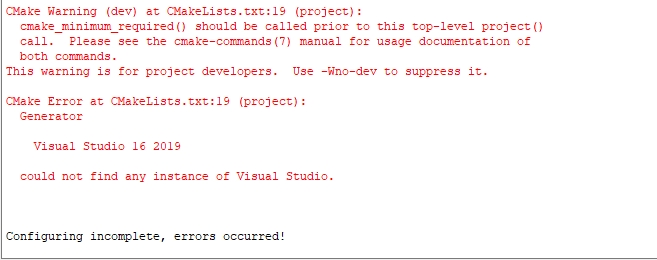 CMake Warning (dev) at CMakeLists.txt:19 (project):
cmake_minimum_required() should be called prior to this top-level project()
call.  Please see the cmake-commands(7) manual for usage documentation of
both commands.
This warning is for project developers.  Use -Wno-dev to suppress it.
CMake Error at CMakeLists.txt:19 (project):
Generator
Visual Studio 16 2019
could not find any instance of Visual Studio.
Configuring incomplete, errors occurred!